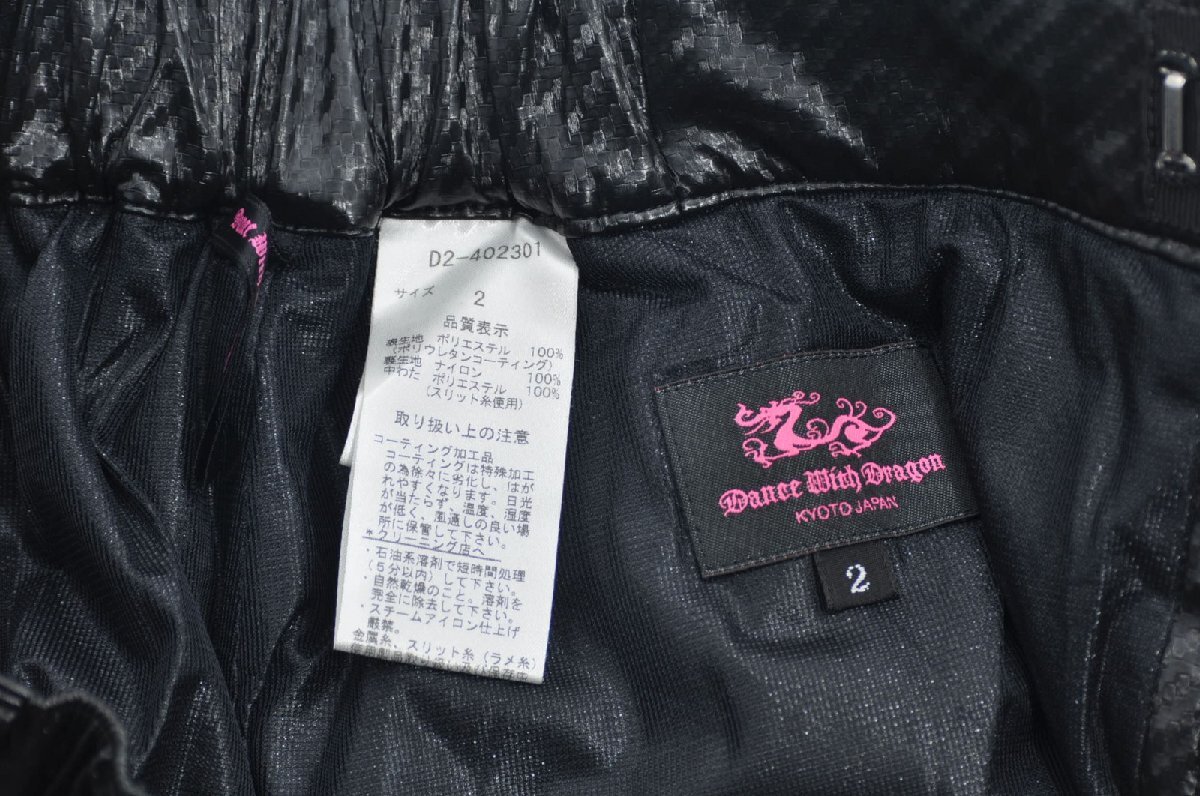 D2-402301
サイズ 2
品質表示
表生地 ポリエステル 100%
(ポリウレタンコーティング)
裏生地 ナイロン 100%
中わた ポリエステル 100%
(スリット糸使用)
取り扱い上の注意
コーティング加工品
コーティングは特殊加工
の為徐々に劣化し、はが
れやすくなります。日光
が当たらず、温度、湿度
が低く、風通しの良い場
所に保管して下さい。
*クリーニング店へ
・石油系溶剤で短時間処理
(5分以内)して下さい。
・自然乾燥のこと。溶剤を
完全に除去して下さい。
・スチームアイロン仕上げ
厳禁。
金属糸、スリット糸(ラメ糸)
Dance With Dragon
KYOTO JAPAN
2